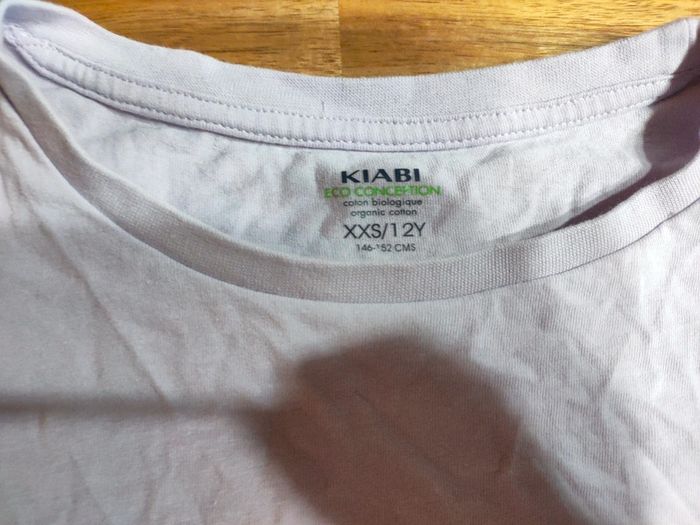 KIABI
ECO CONCEPTION
coton biologique
organic cotton
XXS/12Y
146-152 CMS